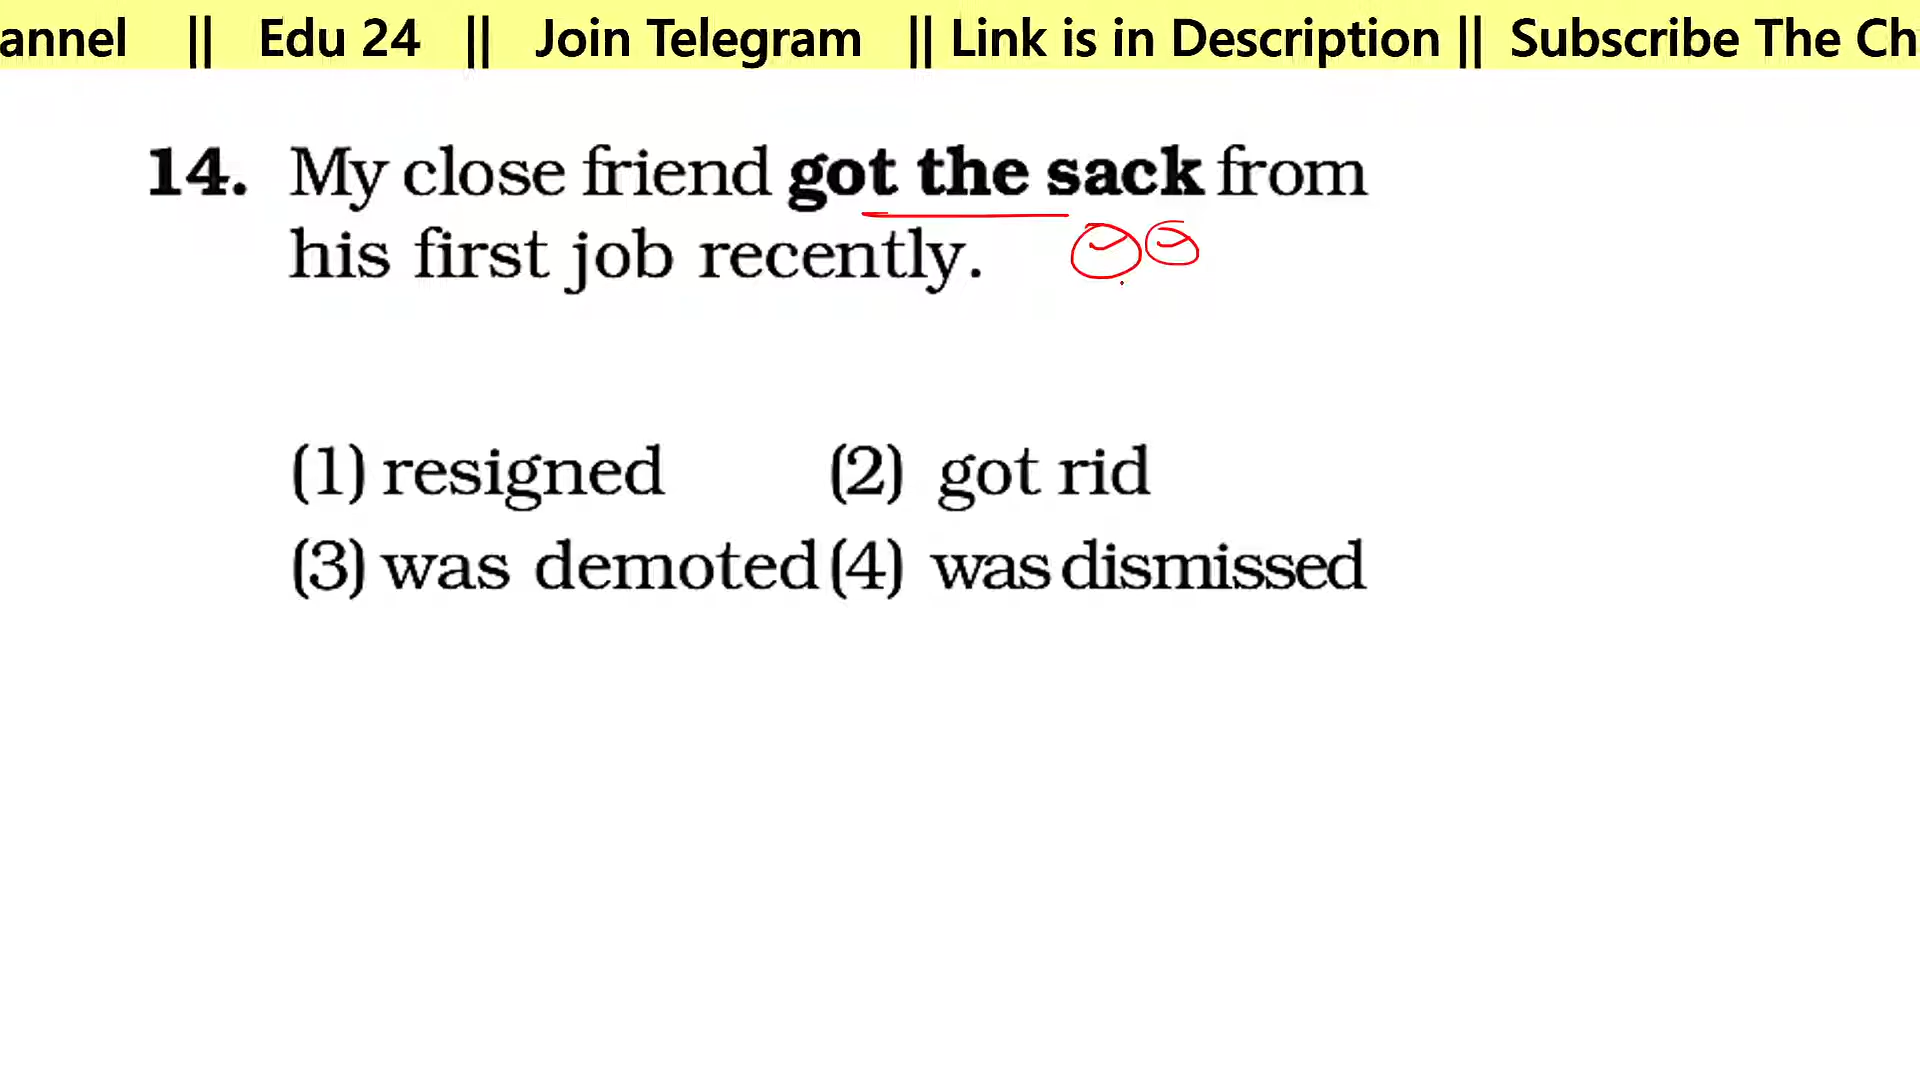 annel || Edu 24 || Join Telegram || Link is in Description || Subscribe The Ch
14. My close friend got the sack from
his first job recently.
(1) resigned (2) got rid
(3) was demoted (4) was dismissed